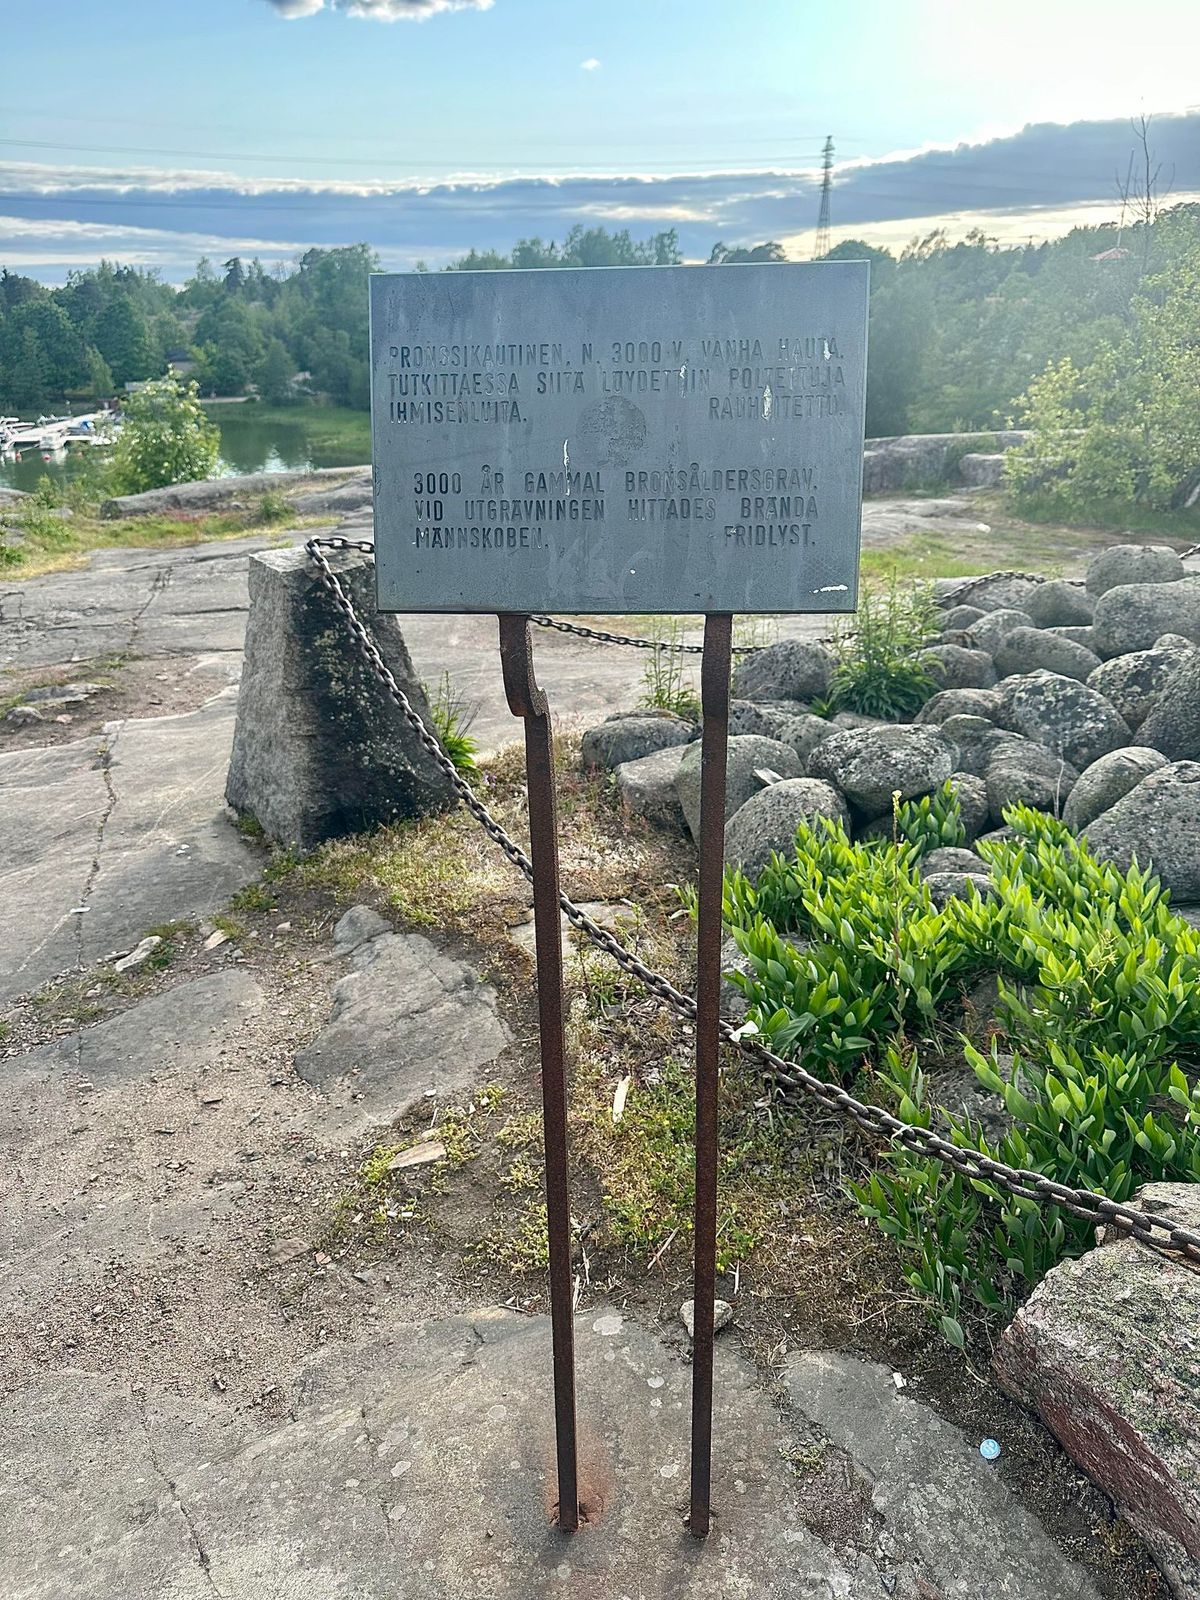 PRONSSIKAUTINEN, N. 3000 V. VANHA HAUTA.
TUTKITTAESSA SIITÄ LÖYDETTIIN POLTETTUJA
IHMISENLUITA. RAUHOITETTU.
3000 ÅR GAMMAL BRONSÅLDERSGRAV.
VID UTGRÄVNINGEN HITTADES BRÄNDA
MÄNNSKOBEN. FRIDLYST.